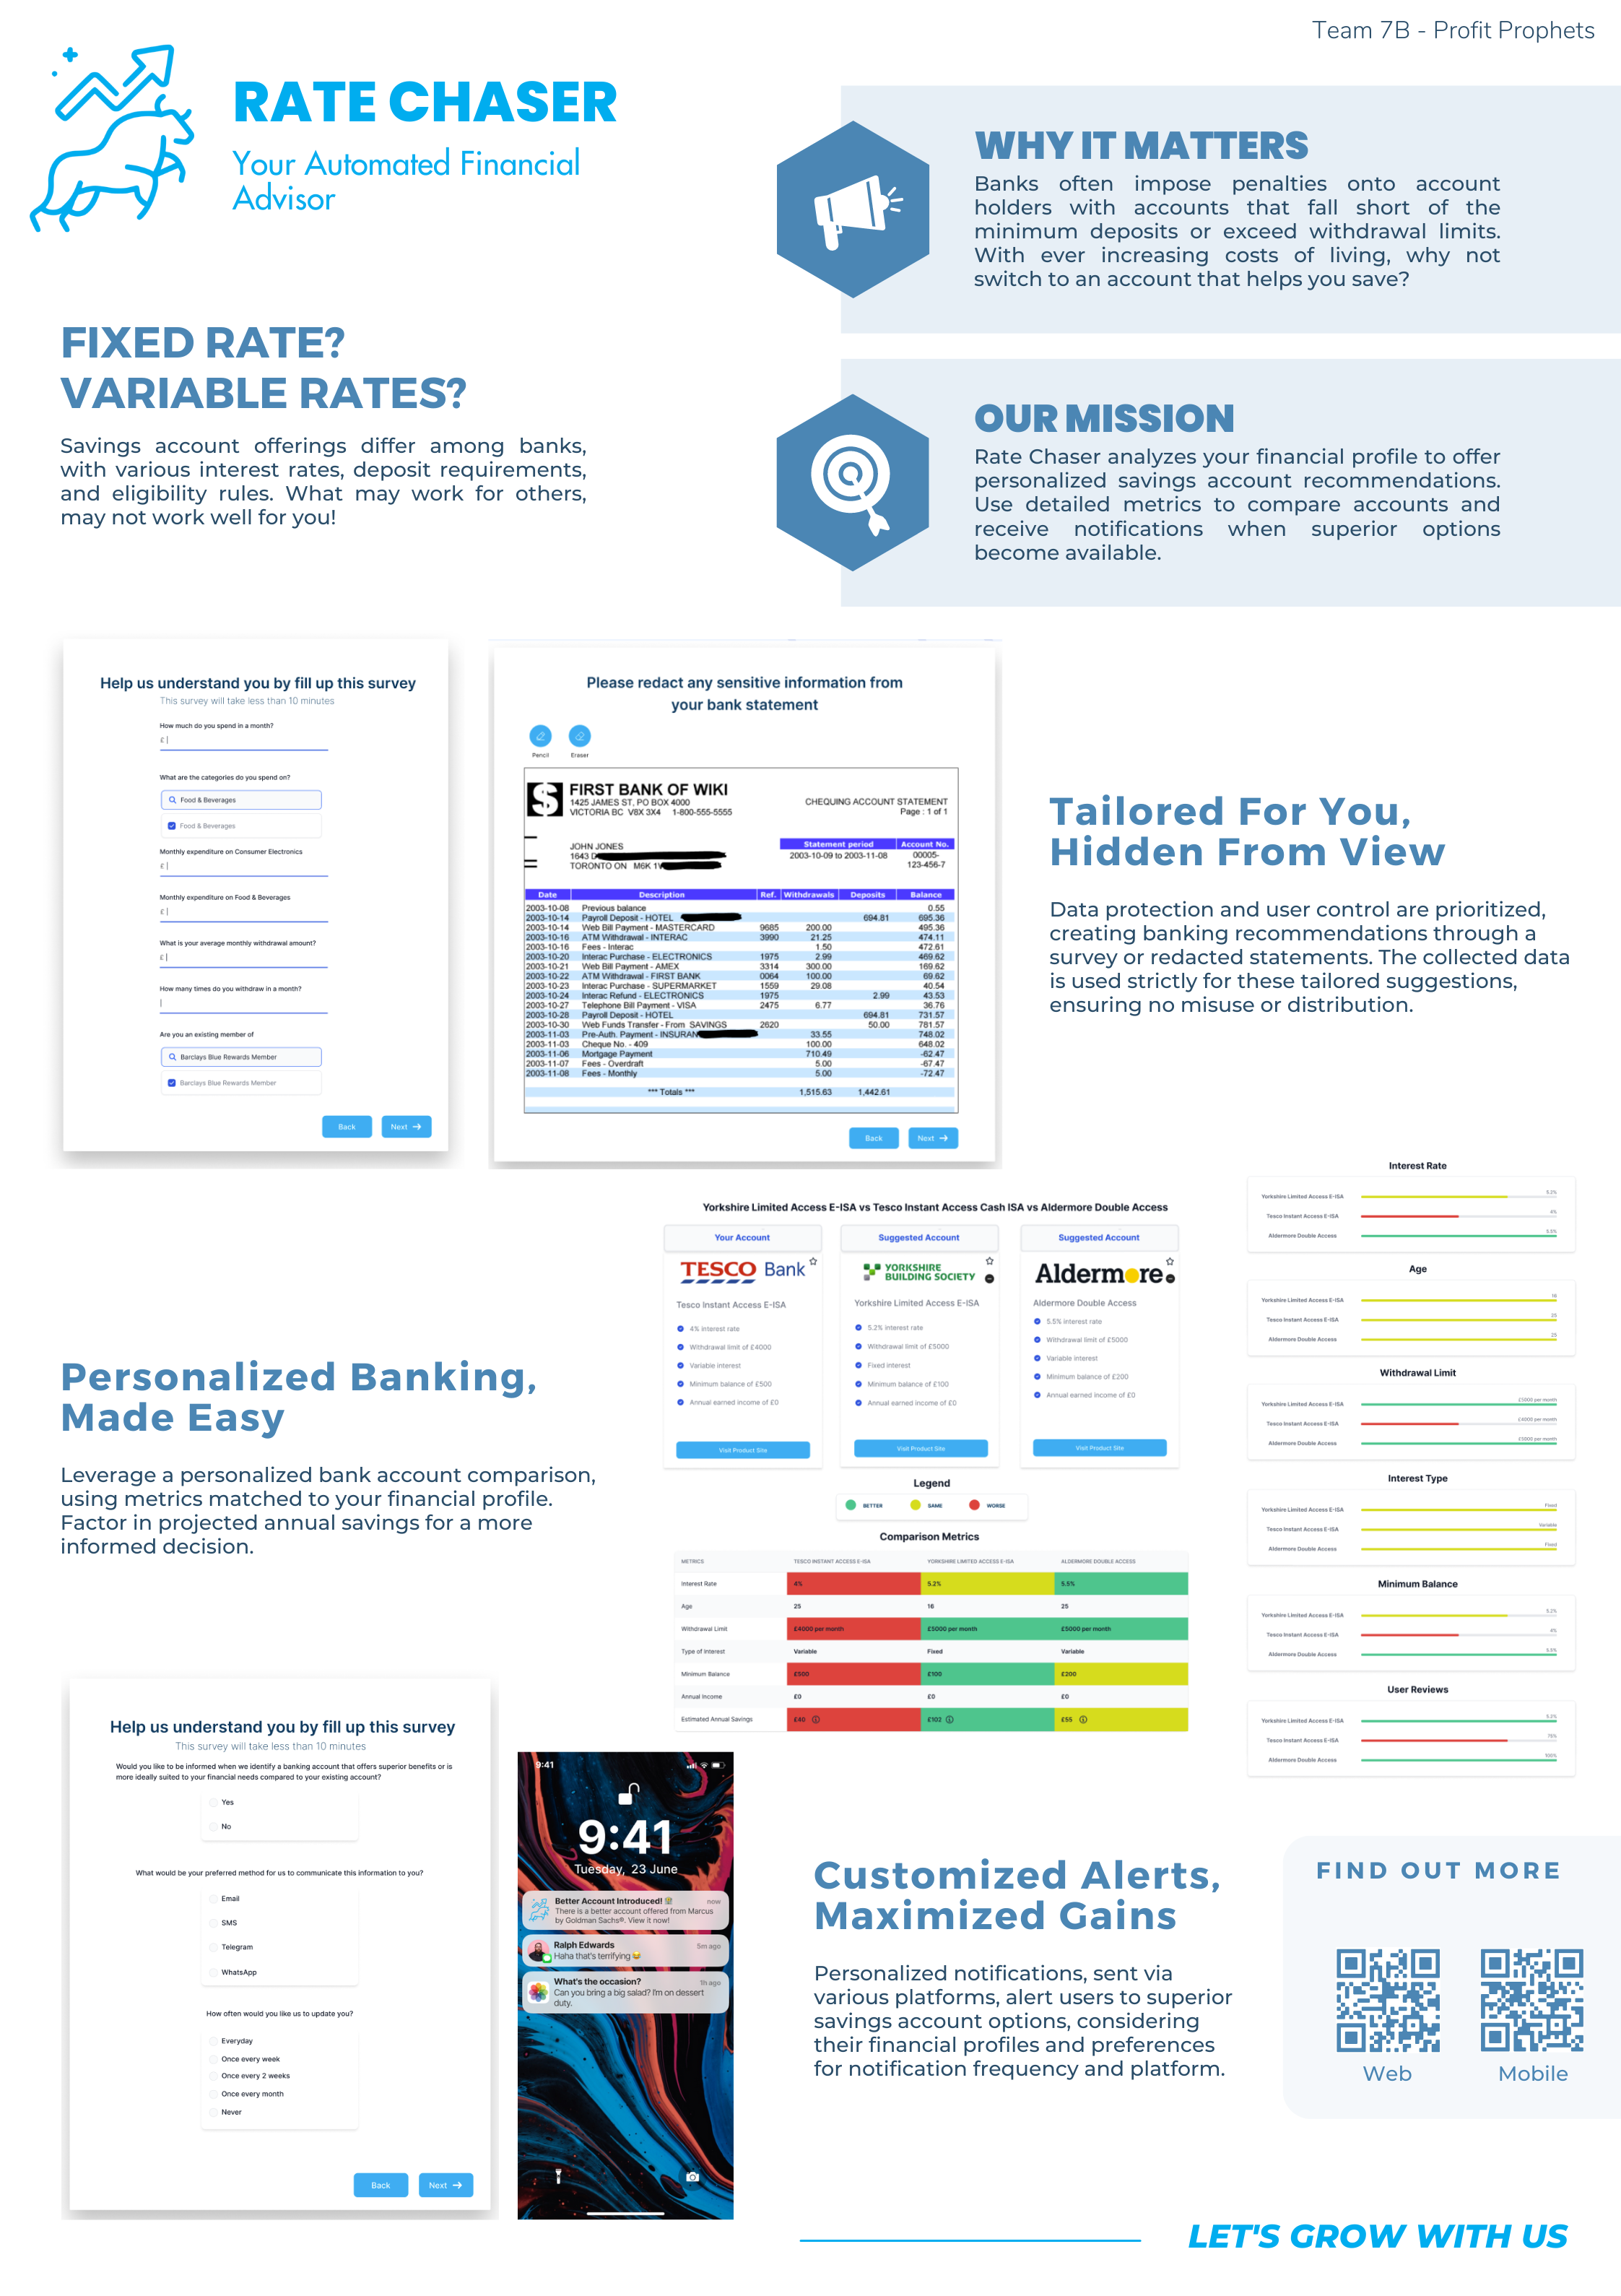 Team 7B - Profit Prophets
RATE CHASER
Your Automated Financial
Advisor
WHY IT MATTERS
Banks often impose penalties onto account
holders with accounts that fall short of the
minimum deposits or exceed withdrawal limits.
With ever increasing costs of living, why not
switch to an account that helps you save?
FIXED RATE?
VARIABLE RATES?
Savings account offerings differ among banks,
with various interest rates, deposit requirements,
and eligibility rules. What may work for others,
may not work well for you!
OUR MISSION
Rate Chaser analyzes your financial profile to offer
personalized savings account recommendations.
Use detailed metrics to compare accounts and
receive notifications when superior options
become available.
Help us understand you by fill up this survey
This survey will take less than 10 minutes
How much do you spend in a month?
£ |
What are the categories do you spend on?
Food & Beverages
Food & Beverages
Monthly expenditure on Consumer Electronics
£ |
Monthly expenditure on Food & Beverages
£ |
What is your average monthly withdrawal amount?
£ |
How many times do you withdraw in a month?
|
Are you an existing member of
Barclays Blue Rewards Member
Barclays Blue Rewards Member
Back Next →
Please redact any sensitive information from
your bank statement
Pencil Eraser
$ FIRST BANK OF WIKI
1425 JAMES ST, PO BOX 4000
VICTORIA BC V8X 3X4 1-800-555-5555
CHEQUING ACCOUNT STATEMENT
Page : 1 of 1
JOHN JONES
1643 D
TORONTO ON M6K 1V
Statement period Account No.
2003-10-09 to 2003-11-08 00005-
123-456-7
Date Description Ref. Withdrawals Deposits Balance
2003-10-08 Previous balance 0.55
2003-10-14 Payroll Deposit - HOTEL 694.81 695.36
2003-10-14 Web Bill Payment - MASTERCARD 9685 200.00 495.36
2003-10-16 ATM Withdrawal - INTERAC 3990 21.25 474.11
2003-10-16 Fees - Interac 1.50 472.61
2003-10-20 Interac Purchase - ELECTRONICS 1975 2.99 469.62
2003-10-21 Web Bill Payment - AMEX 3314 300.00 169.62
2003-10-22 ATM Withdrawal - FIRST BANK 0064 100.00 69.62
2003-10-23 Interac Purchase - SUPERMARKET 1559 29.08 40.54
2003-10-24 Interac Refund - ELECTRONICS 1975 2.99 43.53
2003-10-27 Telephone Bill Payment - VISA 2475 6.77 36.76
2003-10-28 Payroll Deposit - HOTEL 694.81 731.57
2003-10-30 Web Funds Transfer - From SAVINGS 2620 50.00 781.57
2003-11-03 Pre-Auth. Payment - INSURAN 33.55 748.02
2003-11-03 Cheque No. - 409 100.00 648.02
2003-11-06 Mortgage Payment 710.49 -62.47
2003-11-07 Fees - Overdraft 5.00 -67.47
2003-11-08 Fees - Monthly 5.00 -72.47
*** Totals *** 1,515.63 1,442.61
Back Next →
Tailored For You,
Hidden From View
Data protection and user control are prioritized,
creating banking recommendations through a
survey or redacted statements. The collected data
is used strictly for these tailored suggestions,
ensuring no misuse or distribution.
Personalized Banking,
Made Easy
Leverage a personalized bank account comparison,
using metrics matched to your financial profile.
Factor in projected annual savings for a more
informed decision.
Yorkshire Limited Access E-ISA vs Tesco Instant Access Cash ISA vs Aldermore Double Access
Your Account
TESCO Bank
Tesco Instant Access E-ISA
4% interest rate
Withdrawal limit of £4000
Variable interest
Minimum balance of £500
Annual earned income of £0
Visit Product Site
Suggested Account
YORKSHIRE
BUILDING SOCIETY
Yorkshire Limited Access E-ISA
5.2% interest rate
Withdrawal limit of £5000
Fixed interest
Minimum balance of £100
Annual earned income of £0
Visit Product Site
Suggested Account
Aldermore
Aldermore Double Access
5.5% interest rate
Withdrawal limit of £5000
Variable interest
Minimum balance of £200
Annual earned income of £0
Visit Product Site
Legend
BETTER SAME WORSE
Comparison Metrics
METRICS TESCO INSTANT ACCESS E-ISA YORKSHIRE LIMITED ACCESS E-ISA ALDERMORE DOUBLE ACCESS
Interest Rate 4% 5.2% 5.5%
Age 25 16 25
Withdrawal Limit £4000 per month £5000 per month £5000 per month
Type of Interest Variable Fixed Variable
Minimum Balance £500 £100 £200
Annual Income £0 £0 £0
Estimated Annual Savings £40 £102 £55
Interest Rate
Yorkshire Limited Access E-ISA 5.2%
Tesco Instant Access E-ISA 4%
Aldermore Double Access 5.5%
Age
Yorkshire Limited Access E-ISA 16
Tesco Instant Access E-ISA 25
Aldermore Double Access 25
Withdrawal Limit
Yorkshire Limited Access E-ISA £5000 per month
Tesco Instant Access E-ISA £4000 per month
Aldermore Double Access £5000 per month
Interest Type
Yorkshire Limited Access E-ISA Fixed
Tesco Instant Access E-ISA Variable
Aldermore Double Access Fixed
Minimum Balance
Yorkshire Limited Access E-ISA 5.2%
Tesco Instant Access E-ISA 4%
Aldermore Double Access 5.5%
User Reviews
Yorkshire Limited Access E-ISA
Tesco Instant Access E-ISA 75%
Aldermore Double Access 100%
Help us understand you by fill up this survey
This survey will take less than 10 minutes
Would you like to be informed when we identify a banking account that offers superior benefits or is
more ideally suited to your financial needs compared to your existing account?
Yes
No
What would be your preferred method for us to communicate this information to you?
Email
SMS
Telegram
WhatsApp
How often would you like us to update you?
Everyday
Once every week
Once every 2 weeks
Once every month
Never
Back Next →
9:41
9:41
Tuesday, 23 June
Better Account Introduced! now
There is a better account offered from Marcus
by Goldman Sachs®. View it now!
Ralph Edwards 5m ago
Haha that's terrifying 😂
What's the occasion? 1h ago
Can you bring a big salad? I'm on dessert
duty.
Customized Alerts,
Maximized Gains
Personalized notifications, sent via
various platforms, alert users to superior
savings account options, considering
their financial profiles and preferences
for notification frequency and platform.
FIND OUT MORE
Web Mobile
LET'S GROW WITH US